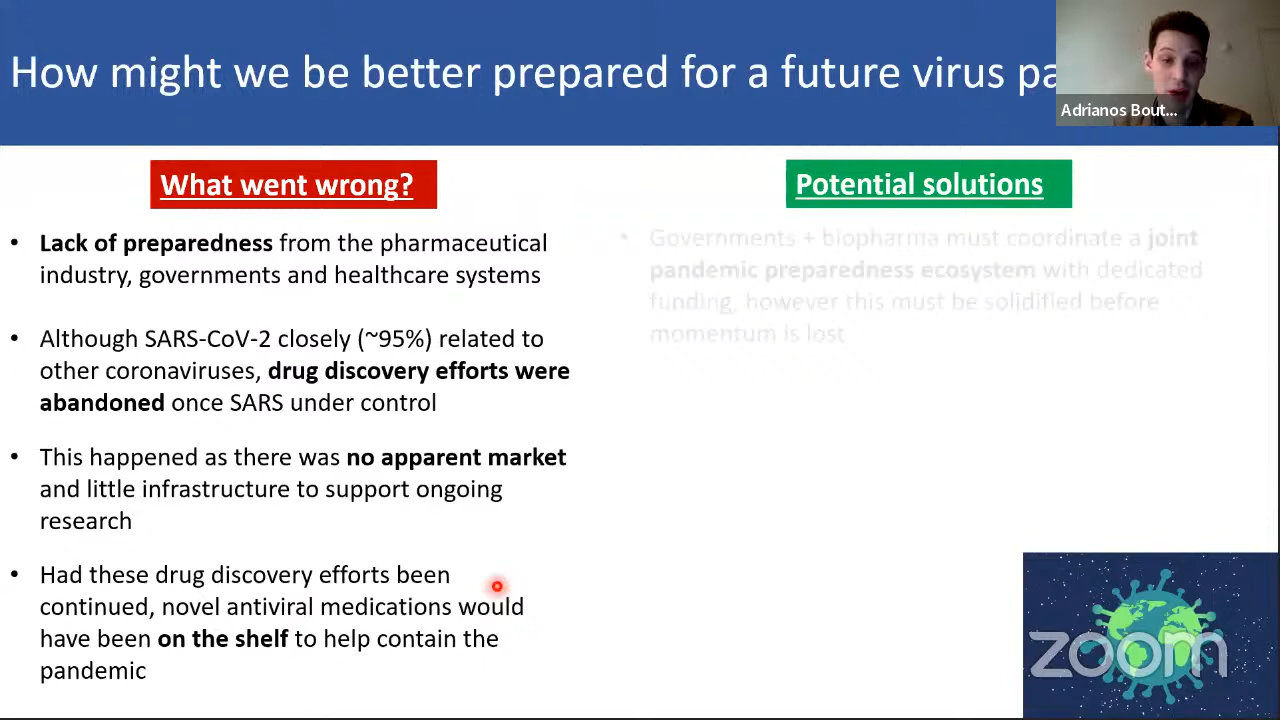 How might we be better prepared for a future virus pa
Adrianos Bout...
What went wrong?
• Lack of preparedness from the pharmaceutical
industry, governments and healthcare systems
• Although SARS-CoV-2 closely (~95%) related to
other coronaviruses, drug discovery efforts were
abandoned once SARS under control
• This happened as there was no apparent market
and little infrastructure to support ongoing
research
• Had these drug discovery efforts been
continued, novel antiviral medications would
have been on the shelf to help contain the
pandemic
Potential solutions
• Governments + biopharma must coordinate a joint
pandemic preparedness ecosystem with dedicated
funding, however this must be solidified before
momentum is lost
zoom